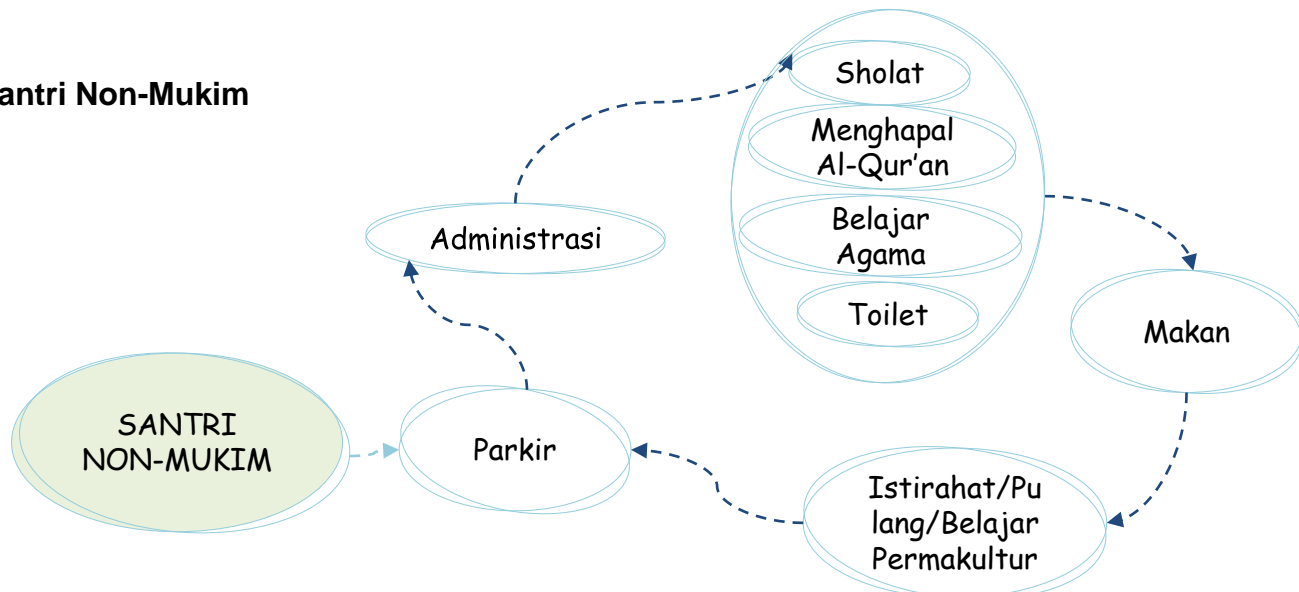 antri Non-Mukim
Sholat
Menghapal
Al-Qur'an
Belajar
Agama
Toilet
Administrasi
Makan
SANTRI
NON-MUKIM
Parkir
Istirahat/Pu
lang/Belajar
Permakultur